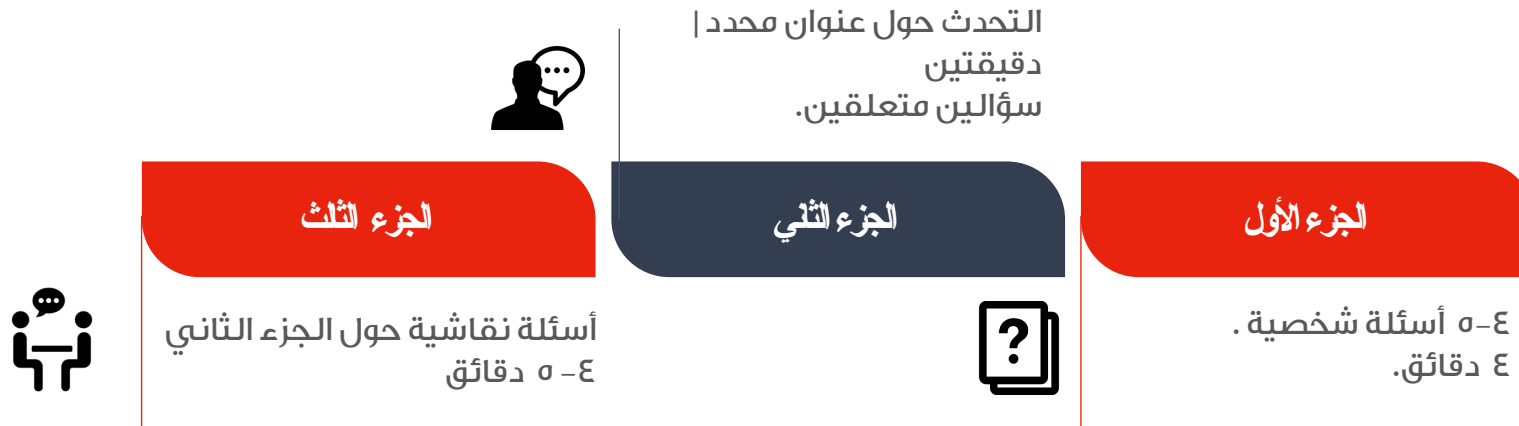 التحدث حول عنوان محدد |
دقيقتين
سؤالين متعلقين.
الجزء الأول
الجزء الثاني
الجزء الثالث
٤-٥ أسئلة شخصية .
٤ دقائق.
?
أسئلة نقاشية حول الجزء الثاني
٤- ٥ دقائق